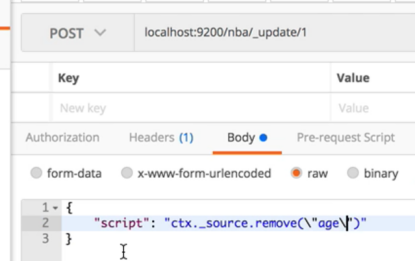 POST localhost:9200/nba/_update/1
Key Value
New key Value
Authorization Headers (1) Body Pre-request Script
form-data x-www-form-urlencoded raw binary
1 {
2 "script": "ctx._source.remove(\"age\")"
3 }